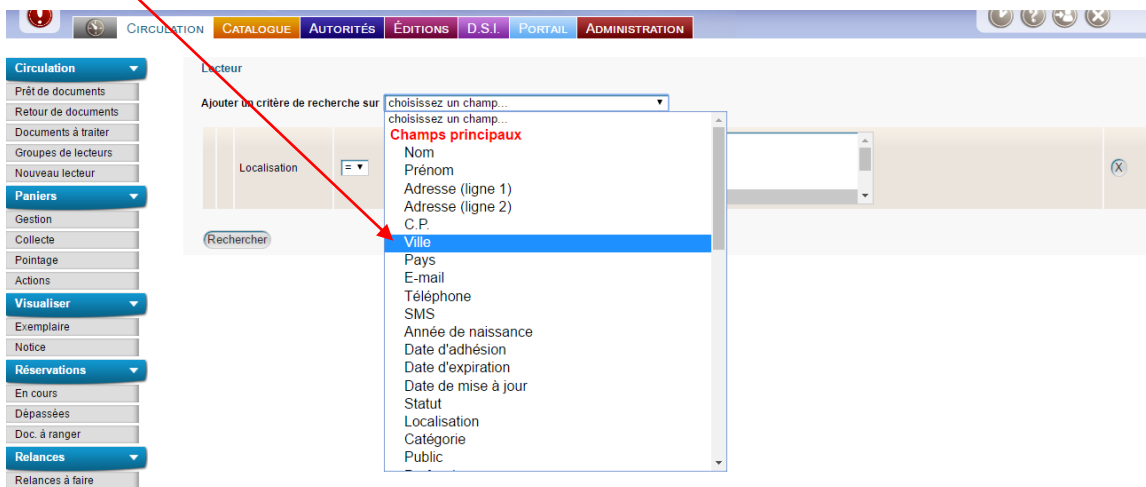 CIRCULATION CATALOGUE AUTORITÉS ÉDITIONS D.S.I. PORTAIL ADMINISTRATION
Circulation
Prêt de documents
Retour de documents
Documents à traiter
Groupes de lecteurs
Nouveau lecteur
Paniers
Gestion
Collecte
Pointage
Actions
Visualiser
Exemplaire
Notice
Réservations
En cours
Dépassées
Doc. à ranger
Relances
Relances à faire
Lecteur
Ajouter un critère de recherche sur choisissez un champ...
choisissez un champ...
Champs principaux
Nom
Prénom
Adresse (ligne 1)
Adresse (ligne 2)
C.P.
Ville
Pays
E-mail
Téléphone
SMS
Année de naissance
Date d'adhésion
Date d'expiration
Date de mise à jour
Statut
Localisation
Catégorie
Public
Localisation =
X
Rechercher